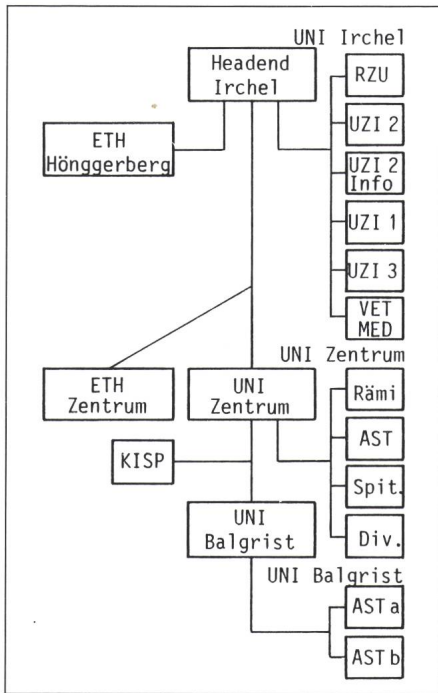 UNI Irchel
Headend
Irchel
RZU
UZI 2
ETH
Hönggerberg
UZI 2
Info
UZI 1
UZI 3
VET
MED
UNI Zentrum
ETH
Zentrum
UNI
Zentrum
Rämi
AST
KISP
Spit.
UNI
Balgrist
Div.
UNI Balgrist
AST a
AST b